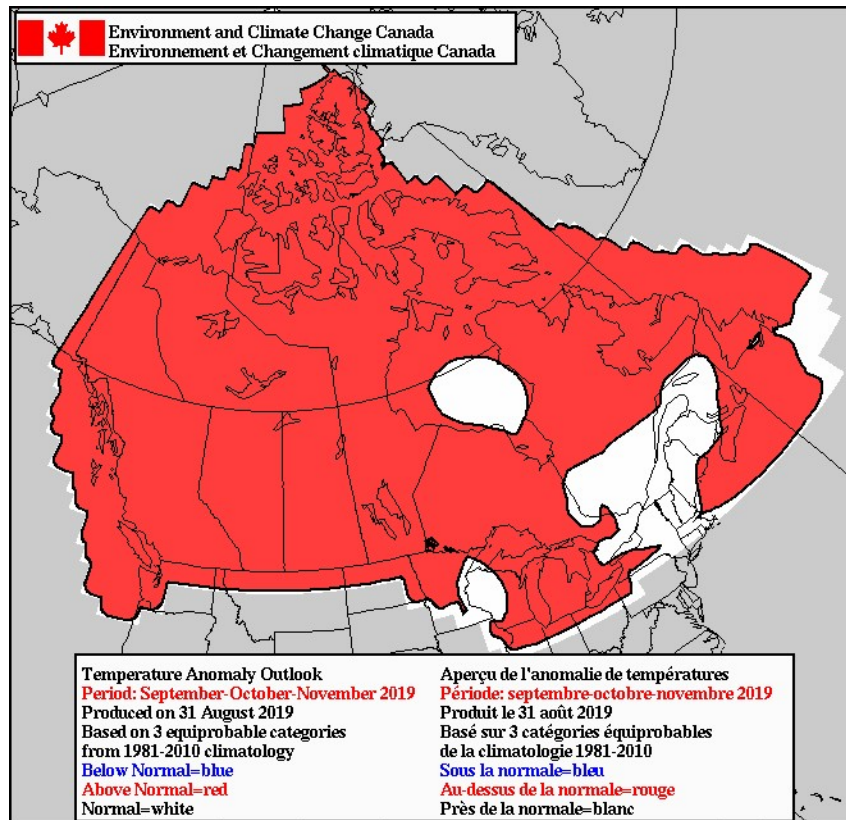 Environment and Climate Change Canada
Environnement et Changement climatique Canada
Temperature Anomaly Outlook
Period: September-October-November 2019
Produced on 31 August 2019
Based on 3 equiprobable categories
from 1981-2010 climatology
Below Normal=blue
Above Normal=red
Normal=white
Aperçu de l'anomalie de températures
Période: septembre-octobre-novembre 2019
Produit le 31 août 2019
Basé sur 3 catégories équiprobables
de la climatologie 1981-2010
Sous la normale=bleu
Au-dessus de la normale=rouge
Près de la normale=blanc